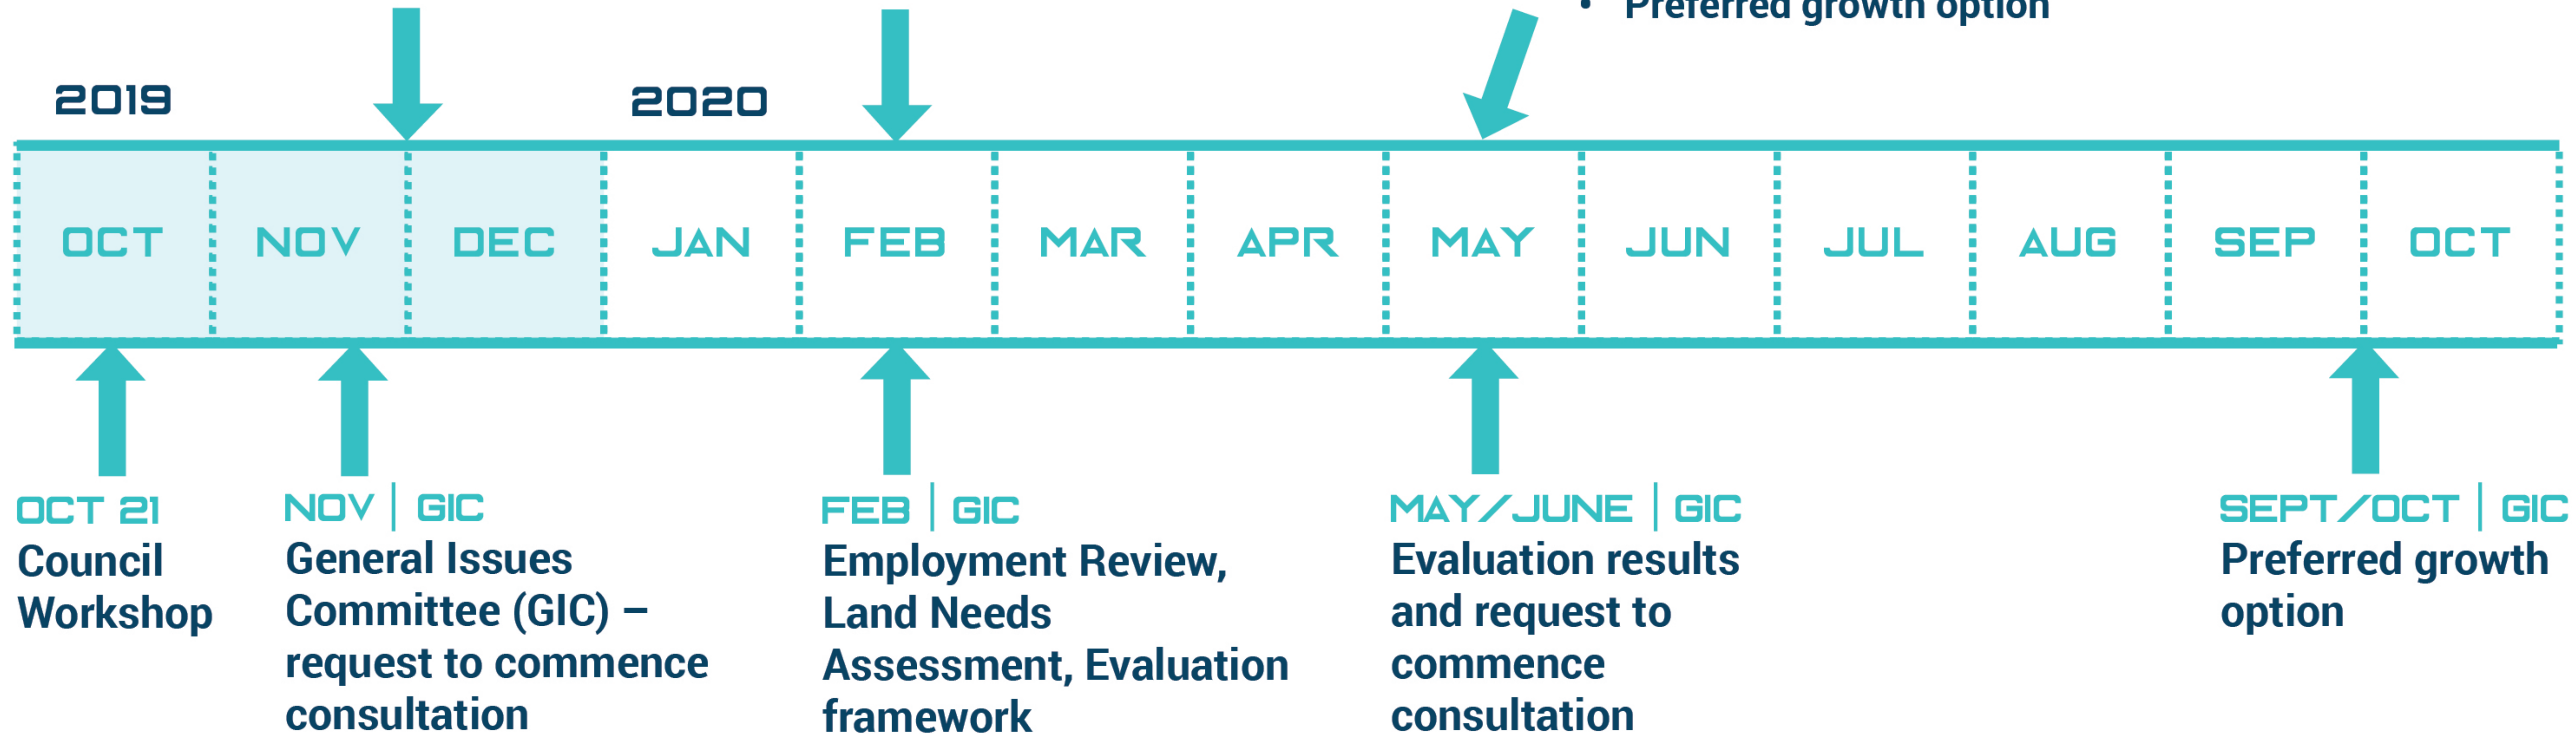 • Preferred growth option
2019
2020
OCT NOV DEC JAN FEB MAR APR MAY JUN JUL AUG SEP OCT
OCT 21
Council
Workshop
NOV | GIC
General Issues
Committee (GIC) –
request to commence
consultation
FEB | GIC
Employment Review,
Land Needs
Assessment, Evaluation
framework
MAY/JUNE | GIC
Evaluation results
and request to
commence
consultation
SEPT/OCT | GIC
Preferred growth
option